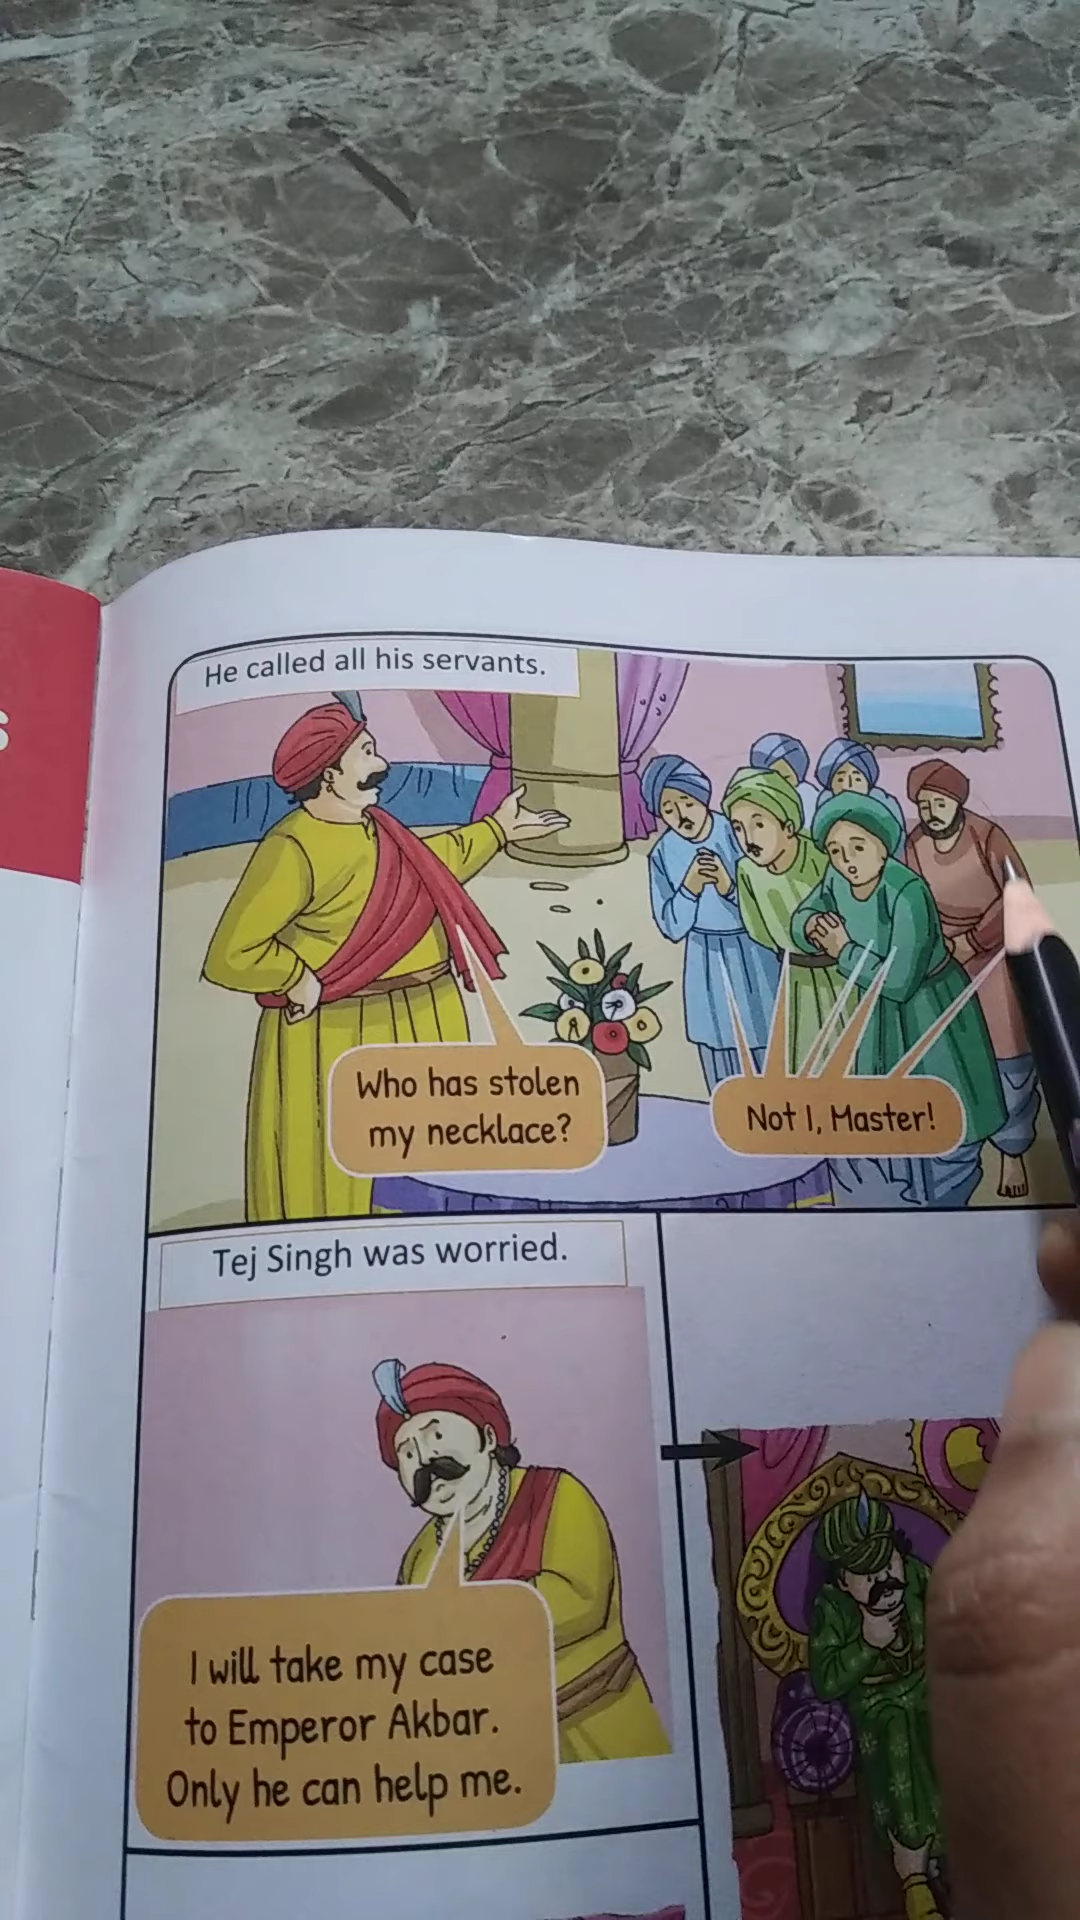 S
He called all his servants.
Who has stolen
my necklace?
Not I, Master!
Tej Singh was worried.
I will take my case
to Emperor Akbar.
Only he can help me.